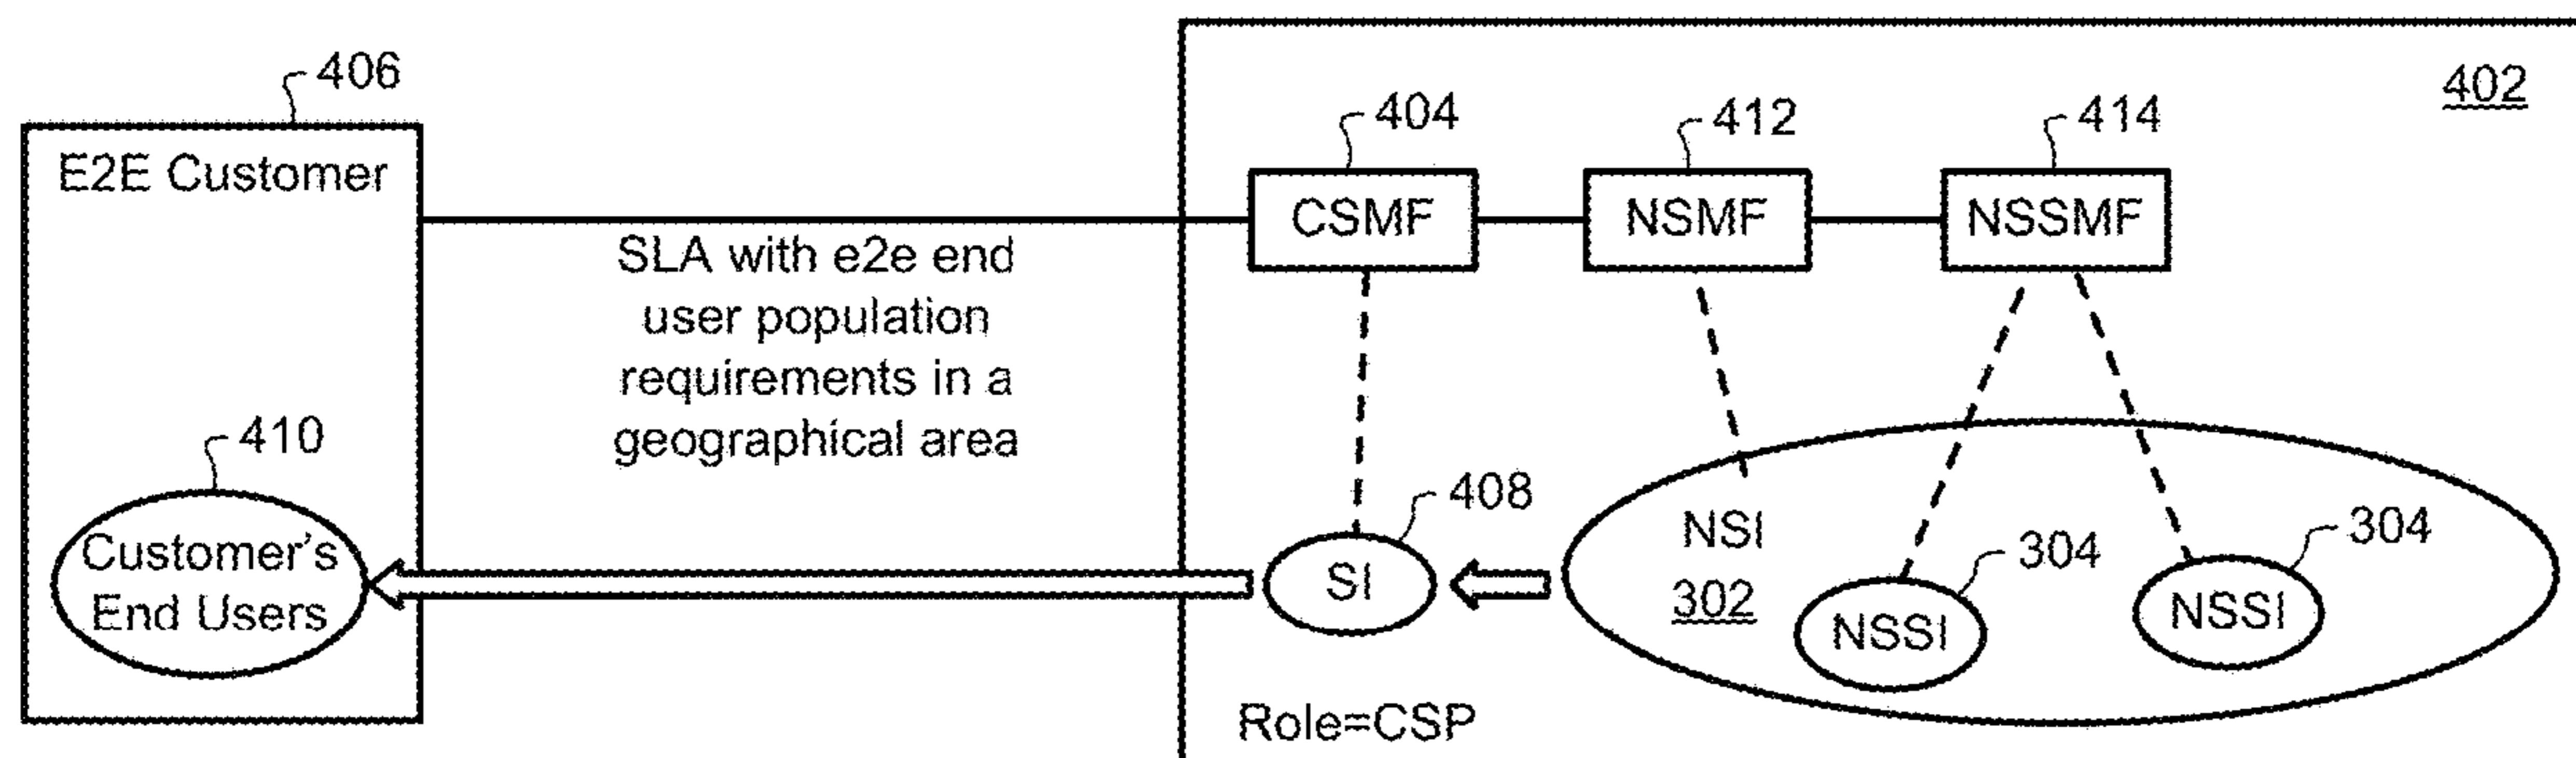 406
402
404
412
414
E2E Customer
CSMF
NSMF
NSSMF
SLA with e2e end
user population
requirements in a
geographical area
410
408
NSI
302
304
304
Customer's
End Users
SI
NSSI
NSSI
Role=CSP